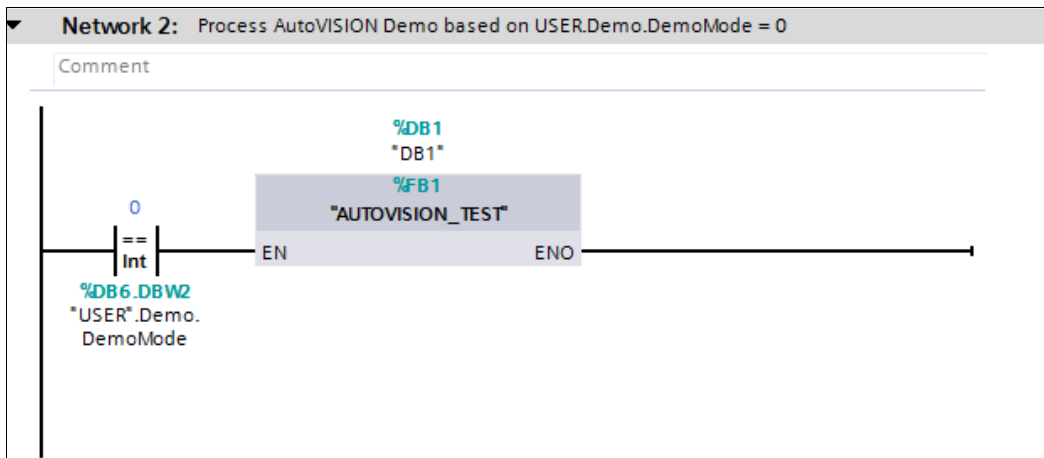 Network 2: Process AutoVISION Demo based on USER.Demo.DemoMode = 0
Comment
%DB1
"DB1"
%FB1
"AUTOVISION_TEST"
0
==
Int
EN
ENO
%DB6.DBW2
"USER".Demo.
DemoMode